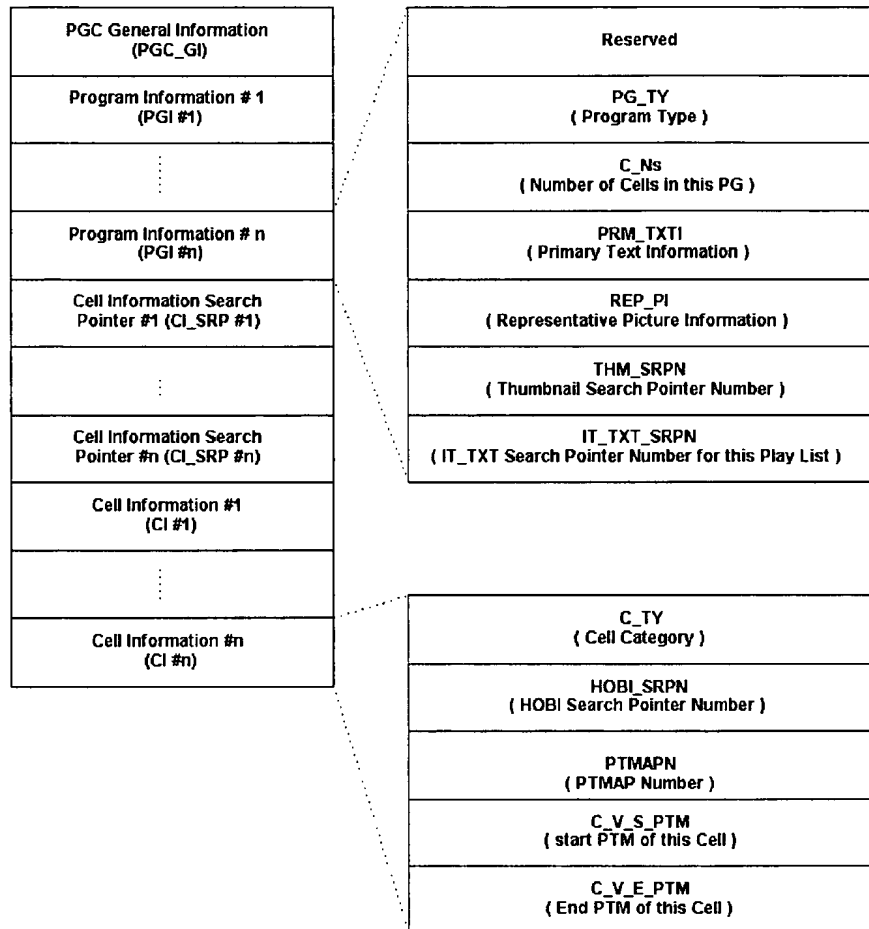 PGC General Information
(PGC_GI)
Program Information # 1
(PGI #1)
Program Information # n
(PGI #n)
Cell Information Search
Pointer #1 (CI_SRP #1)
Cell Information Search
Pointer #n (CI_SRP #n)
Cell Information #1
(CI #1)
Cell Information #n
(CI #n)
Reserved
PG_TY
( Program Type )
C_Ns
( Number of Cells in this PG )
PRM_TXTI
( Primary Text Information )
REP_PI
( Representative Picture Information )
THM_SRPN
( Thumbnail Search Pointer Number )
IT_TXT_SRPN
( IT_TXT Search Pointer Number for this Play List )
C_TY
( Cell Category )
HOBI_SRPN
( HOBI Search Pointer Number )
PTMAPN
( PTMAP Number )
C_V_S_PTM
( start PTM of this Cell )
C_V_E_PTM
( End PTM of this Cell )